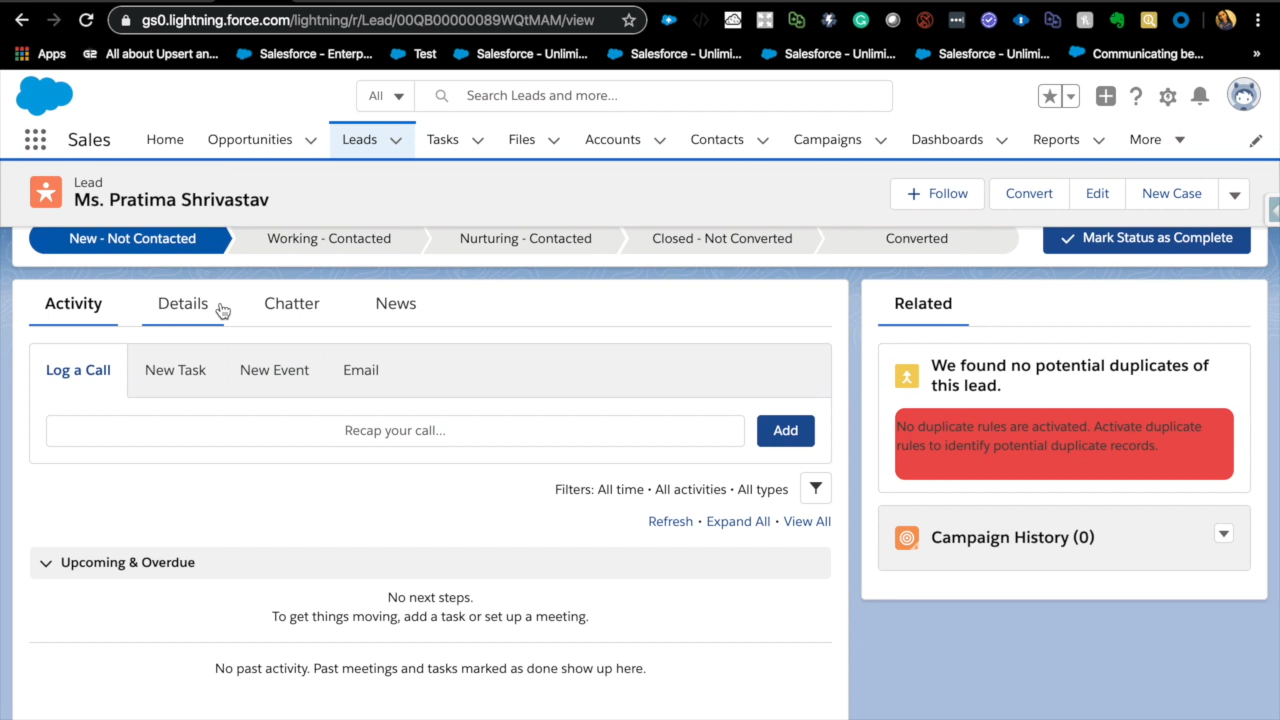 gs0.lightning.force.com/lightning/r/Lead/00QB00000089WQtMAM/view
Apps
G2 All about Upsert an...
Salesforce - Enterp...
Test
Salesforce – Unlimi...
Salesforce – Unlimi...
Salesforce – Unlimi...
Salesforce – Unlimi...
Communicating be...
»
All
Search Leads and more...
Sales
Home
Opportunities
Leads
Tasks
Files
Accounts
Contacts
Campaigns
Dashboards
Reports
More
Lead
Ms. Pratima Shrivastav
+ Follow
Convert
Edit
New Case
New - Not Contacted
Working - Contacted
Nurturing - Contacted
Closed - Not Converted
Converted
Mark Status as Complete
Activity
Details
Chatter
News
Related
Log a Call
New Task
New Event
Email
Recap your call...
Add
Filters: All time • All activities • All types
Refresh • Expand All • View All
Upcoming & Overdue
No next steps.
To get things moving, add a task or set up a meeting.
No past activity. Past meetings and tasks marked as done show up here.
We found no potential duplicates of
this lead.
No duplicate rules are activated. Activate duplicate
rules to identify potential duplicate records.
Campaign History (0)